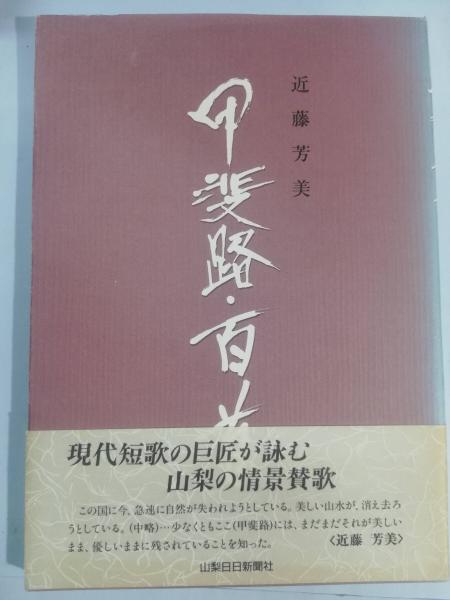 近藤芳美
甲斐路・百首
現代短歌の巨匠が詠む
山梨の情景賛歌
この国に今、急速に自然が失われようとしている。美しい山水が、消え去ろ
うとしている。(中略)…少なくともここ(甲斐路)には、まだまだそれが美しい
まま、優しいままに残されていることを知った。
〈近藤 芳美〉
山梨日日新聞社